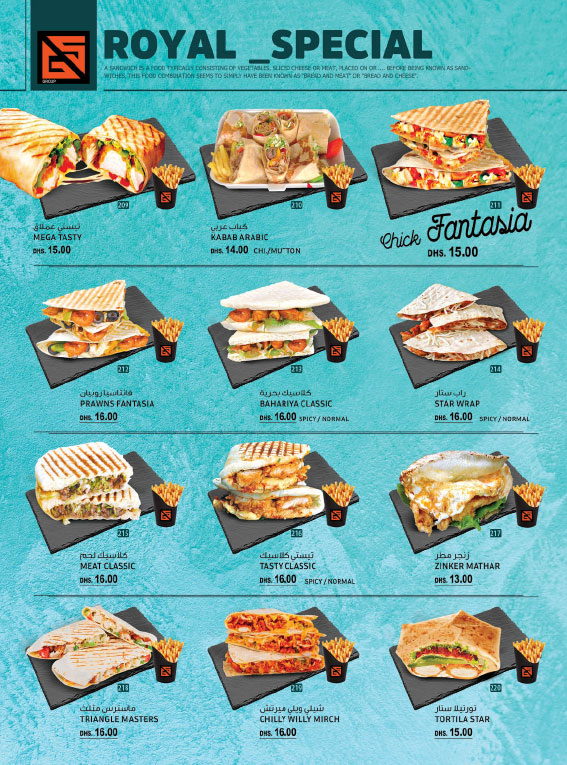 ROYAL _SPECIAL
A SANDWICH IS A FOOD TYPICALLY CONSISTING OF VEGETABLES, SLICED CHEESE OR MEAT, PLACED ON OR .... BEFORE BEING KNOWN AS SAND-
WITCHES, THIS FOOD COMBINATION SEEMS TO SIMPLY HAVE BEEN KNOWN AS "BREAD AND MEAT" OR "BREAD AND CHEESE".
GROUP
209
تيستي عملاق
MEGA TASTY
DHS. 15.00
210
كباب عربي
KABAB ARABIC
DHS. 14.00 CHI./MUTTON
211
Chick Fantasia
DHS. 15.00
212
فانتاسيا روبيان
PRAWNS FANTASIA
DHS. 16.00
213
كلاسيك بحرية
BAHARIYA CLASSIC
DHS. 16.00 SPICY / NORMAL
214
راب ستار
STAR WRAP
DHS. 16.00 SPICY / NORMAL
215
كلاسيك لحم
MEAT CLASSIC
DHS. 16.00
216
تيستي كلاسيك
TASTY CLASSIC
DHS. 16.00 SPICY / NORMAL
217
زنجر مطر
ZINKER MATHAR
DHS. 13.00
218
ماسترس مثلث
TRIANGLE MASTERS
DHS. 16.00
219
شيلي ويلي ميرتش
CHILLY WILLY MIRCH
DHS. 16.00
220
تورتيلا ستار
TORTILA STAR
DHS. 15.00